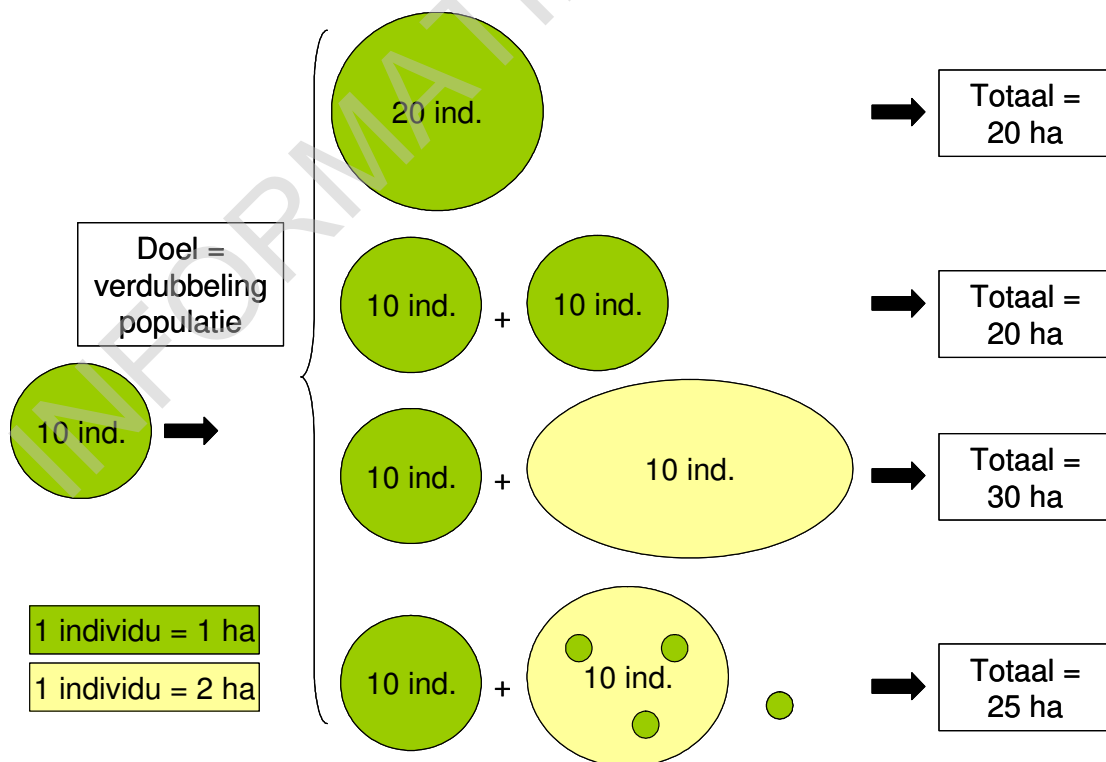 INFORMATI
20 ind.
Totaal =
20 ha
Doel =
verdubbeling
populatie
10 ind.
+
10 ind.
Totaal =
20 ha
10 ind.
10 ind.
+
10 ind.
Totaal =
30 ha
1 individu = 1 ha
1 individu = 2 ha
10 ind.
+
10 ind.
Totaal =
25 ha